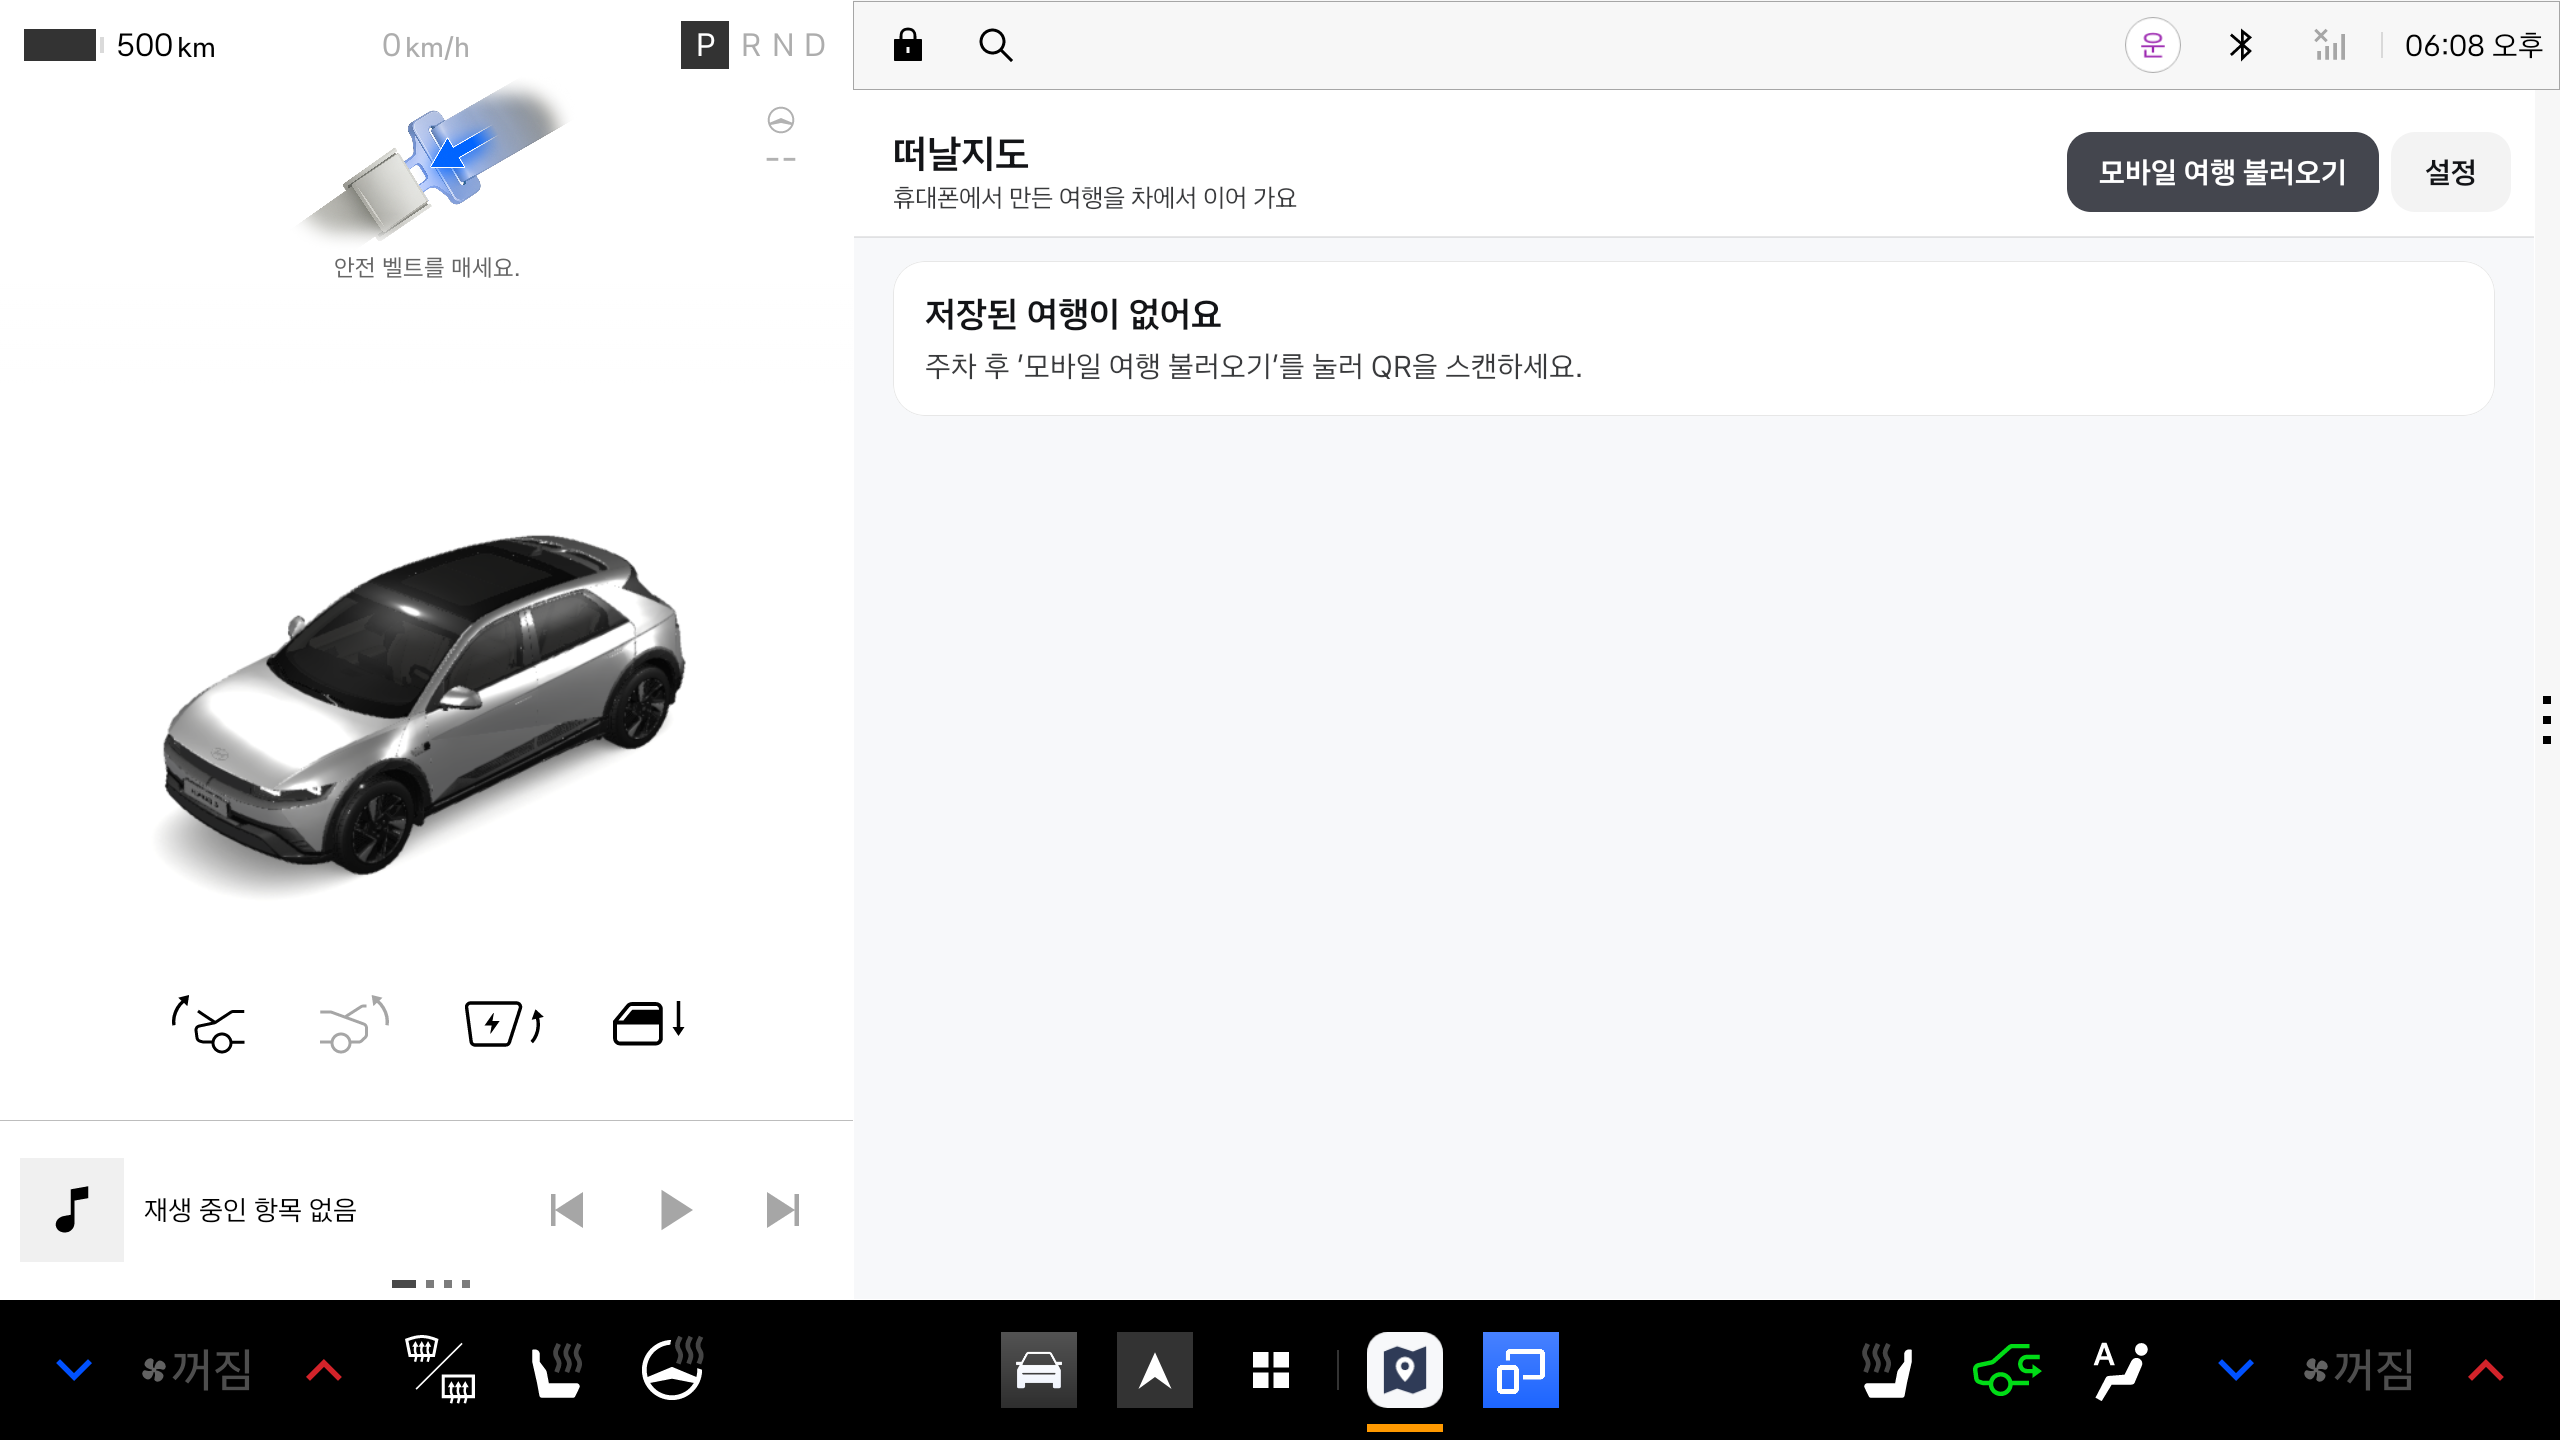 500 km
0 km/h
P R N D
안전 벨트를 매세요.
재생 중인 항목 없음
운
06:08 오후
떠날지도
휴대폰에서 만든 여행을 차에서 이어 가요
모바일 여행 불러오기
설정
저장된 여행이 없어요
주차 후 '모바일 여행 불러오기'를 눌러 QR을 스캔하세요.
꺼짐
A
꺼짐